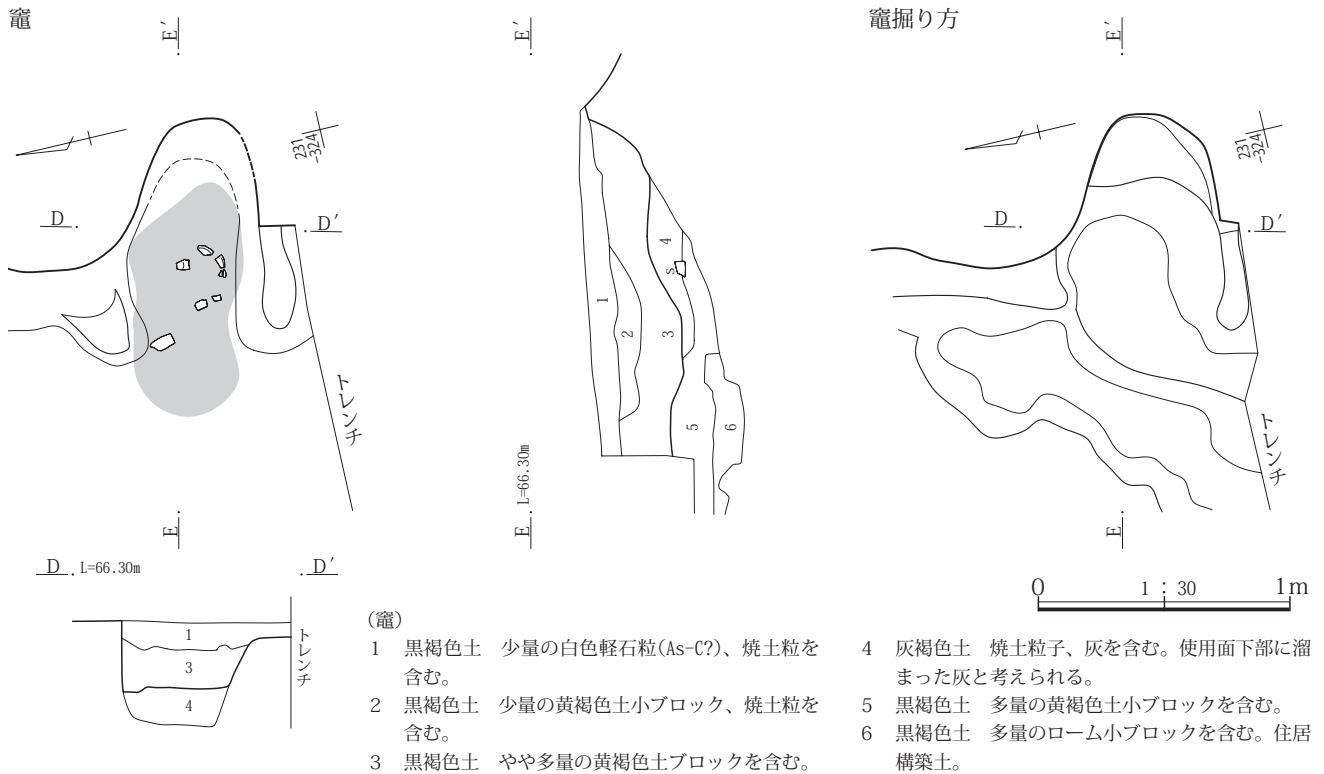 竈
竈掘り方
E′
E′
E′
231
-324
231
-324
D
D′
D
D′
トレンチ
トレンチ
1
2
3
4
s
5
6
L=66.30m
E
E
E
D
L=66.30m
D′
1
3
4
トレンチ
0
1 : 30
1m
(竈)
1 黒褐色土 少量の白色軽石粒(As-C?)、焼土粒を
含む。
2 黒褐色土 少量の黄褐色土小ブロック、焼土粒を
含む。
3 黒褐色土 やや多量の黄褐色土ブロックを含む。
4 灰褐色土 焼土粒子、灰を含む。使用面下部に溜
まった灰と考えられる。
5 黒褐色土 多量の黄褐色土小ブロックを含む。
6 黒褐色土 多量のローム小ブロックを含む。住居
構築土。